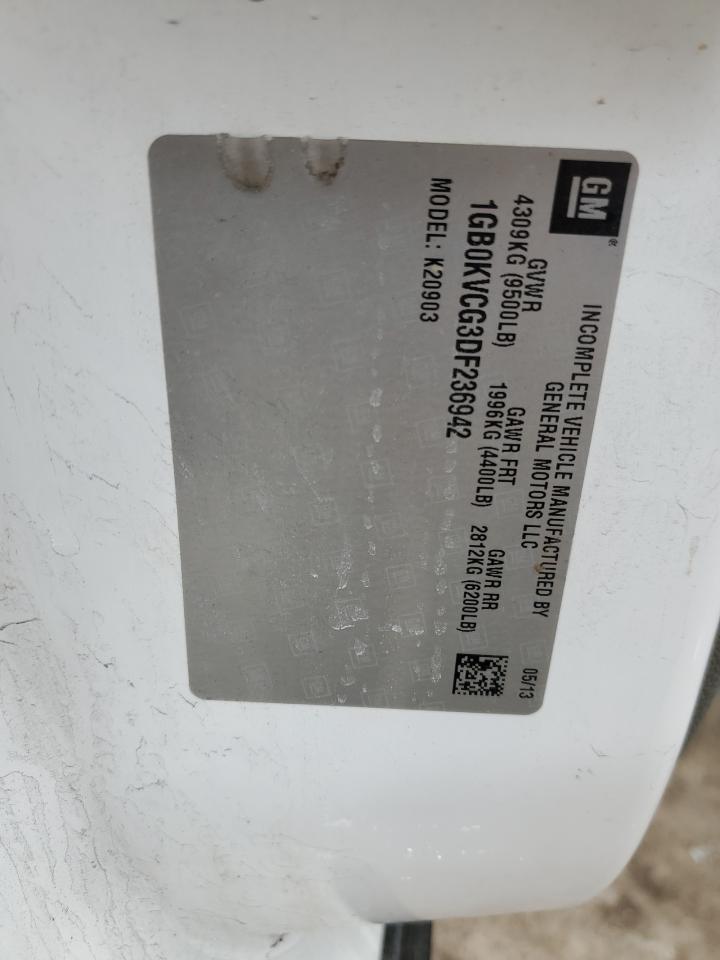 GM®
INCOMPLETE VEHICLE MANUFACTURED BY
GENERAL MOTORS LLC
05/13
GVWR GAWR FRT GAWR RR
4309KG (9500LB) 1996KG (4400LB) 2812KG (6200LB)
1GB0KVCG3DF236942
MODEL: K20903